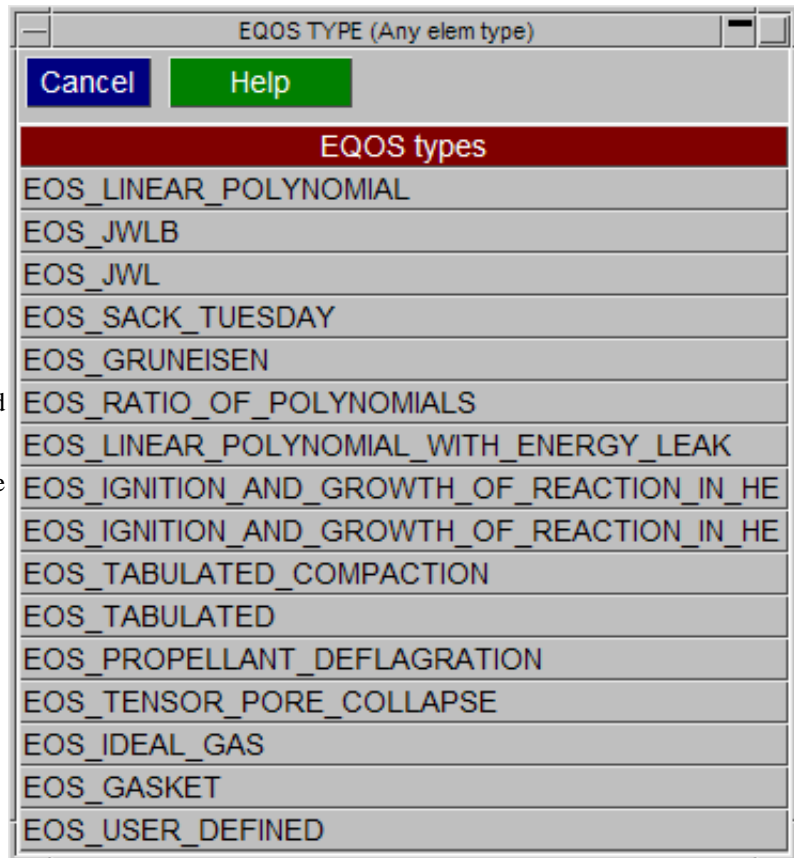 EQOS TYPE (Any elem type)
Cancel Help
EQOS types
EOS_LINEAR_POLYNOMIAL
EOS_JWLB
EOS_JWL
EOS_SACK_TUESDAY
EOS_GRUNEISEN
EOS_RATIO_OF_POLYNOMIALS
EOS_LINEAR_POLYNOMIAL_WITH_ENERGY_LEAK
EOS_IGNITION_AND_GROWTH_OF_REACTION_IN_HE
EOS_IGNITION_AND_GROWTH_OF_REACTION_IN_HE
EOS_TABULATED_COMPACTION
EOS_TABULATED
EOS_PROPELLANT_DEFLAGRATION
EOS_TENSOR_PORE_COLLAPSE
EOS_IDEAL_GAS
EOS_GASKET
EOS_USER_DEFINED